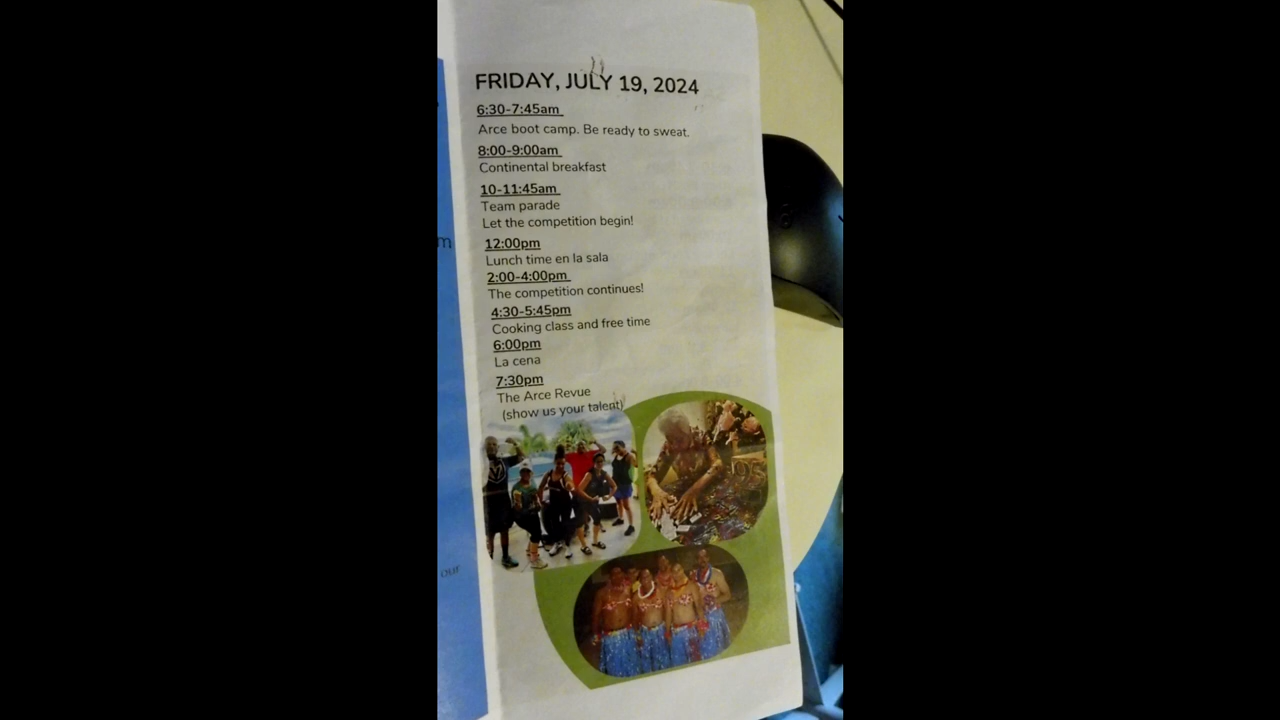 FRIDAY, JULY 19, 2024
6:30-7:45am
Arce boot camp. Be ready to sweat.
8:00-9:00am
Continental breakfast
10-11:45am
Team parade
Let the competition begin!
12:00pm
Lunch time en la sala
2:00-4:00pm
The competition continues!
4:30-5:45pm
Cooking class and free time
6:00pm
La cena
7:30pm
The Arce Revue
(show us your talent)
m
our